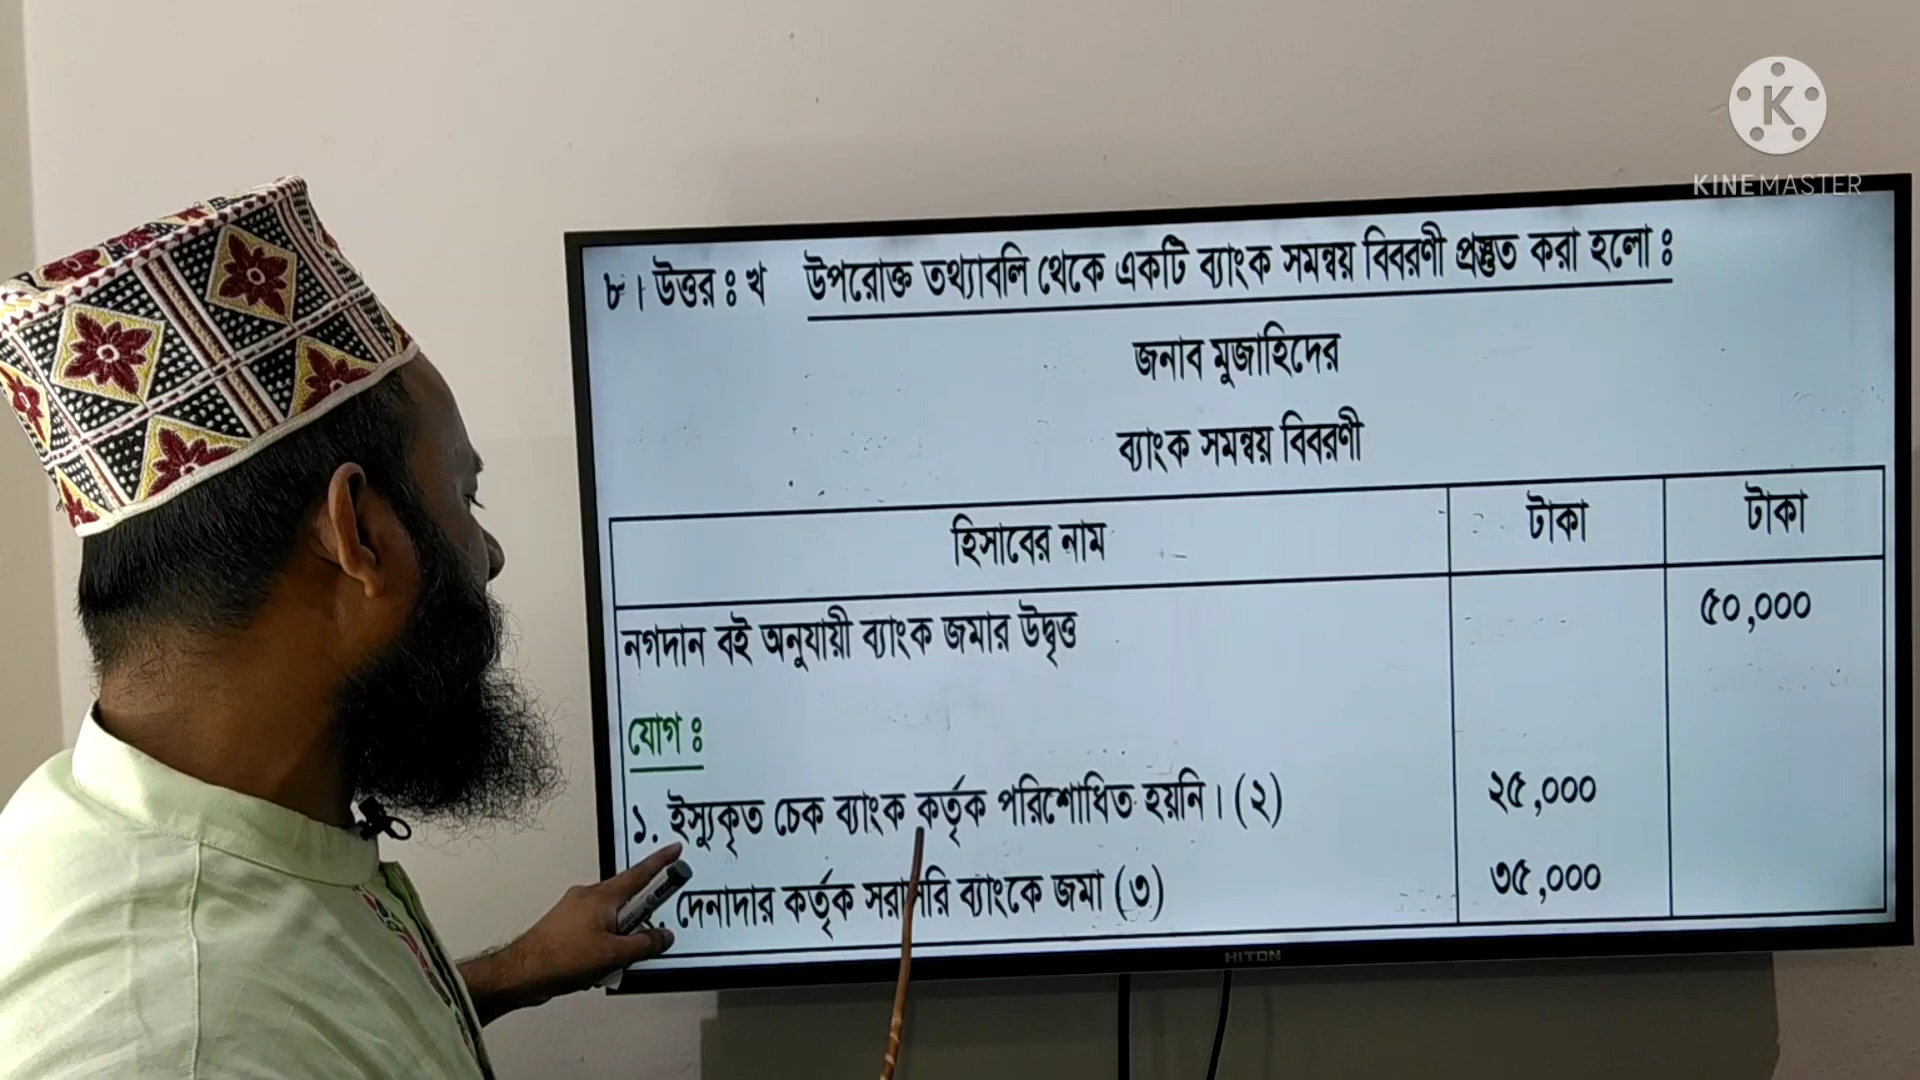 KINEMASTER
৮। উত্তর ঃ খ উপরোক্ত তথ্যাবলি থেকে একটি ব্যাংক সমন্বয় বিবরণী প্রস্তুত করা হলো ঃ
জনাব মুজাহিদের
ব্যাংক সমন্বয় বিবরণী
হিসাবের নাম টাকা টাকা
নগদান বই অনুযায়ী ব্যাংক জমার উদ্বৃত্ত ৫০,০০০
যোগ ঃ
১. ইস্যুকৃত চেক ব্যাংক কর্তৃক পরিশোধিত হয়নি। (২) ২৫,০০০
২. দেনাদার কর্তৃক সরাসরি ব্যাংকে জমা (৩) ৩৫,০০০
HITON